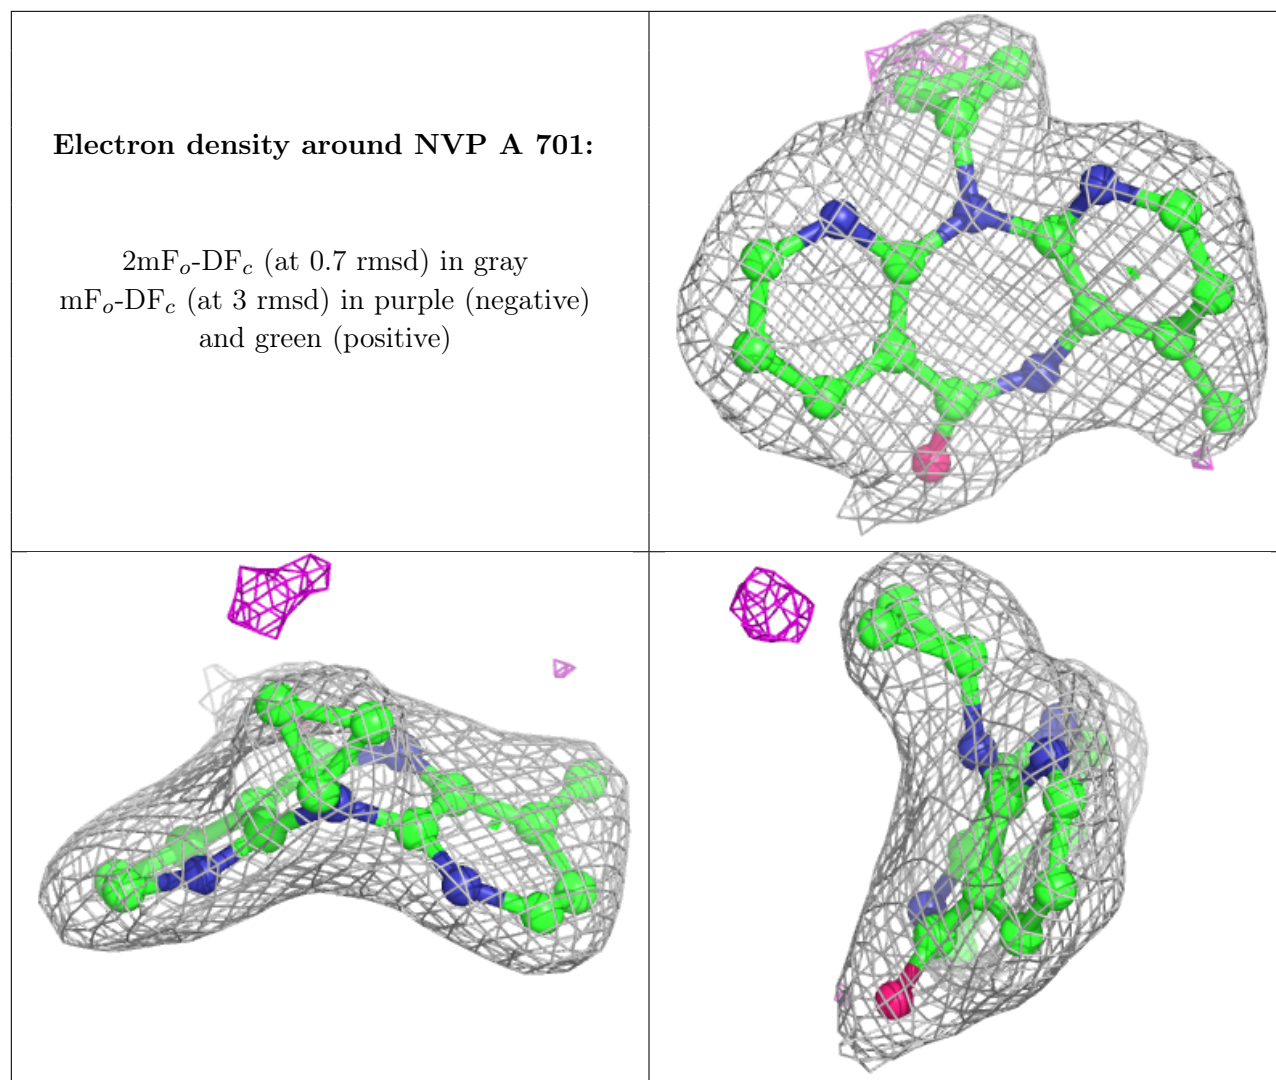 Electron density around NVP A 701:
2mFo-DFc (at 0.7 rmsd) in gray
mFo-DFc (at 3 rmsd) in purple (negative)
and green (positive)